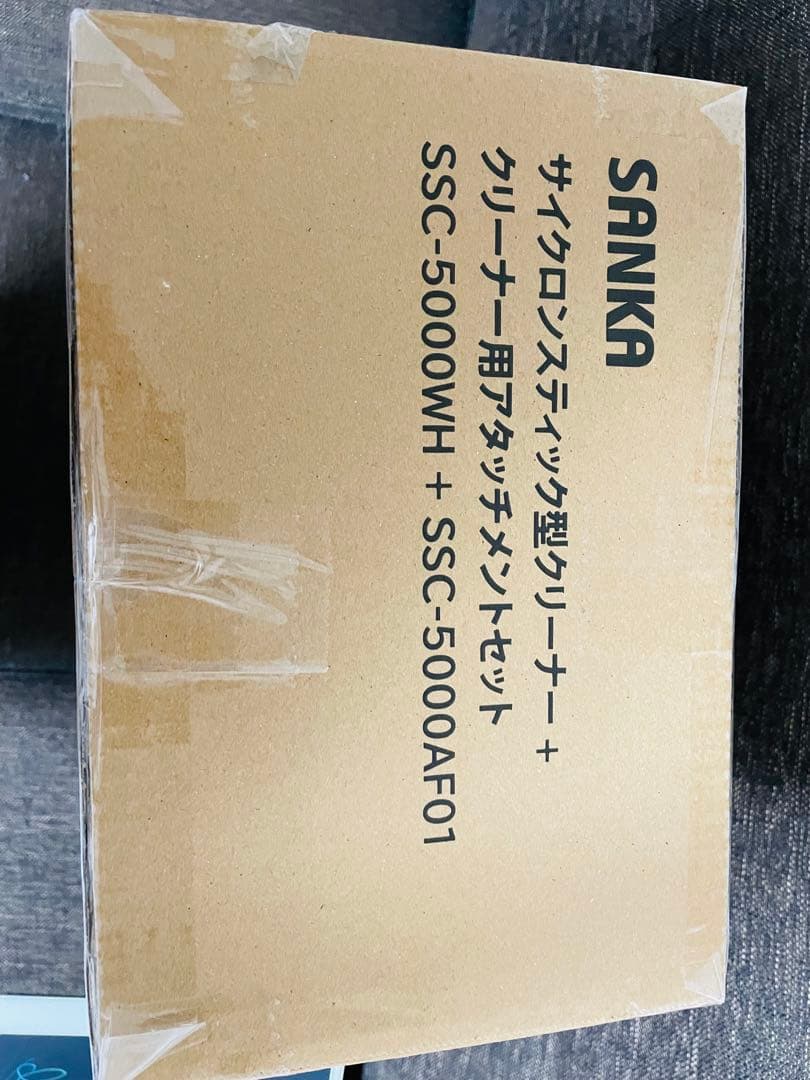 SANKA
サイクロンスティック型クリーナー +
クリーナー用アタッチメントセット
SSC-5000WH + SSC-5000AF01